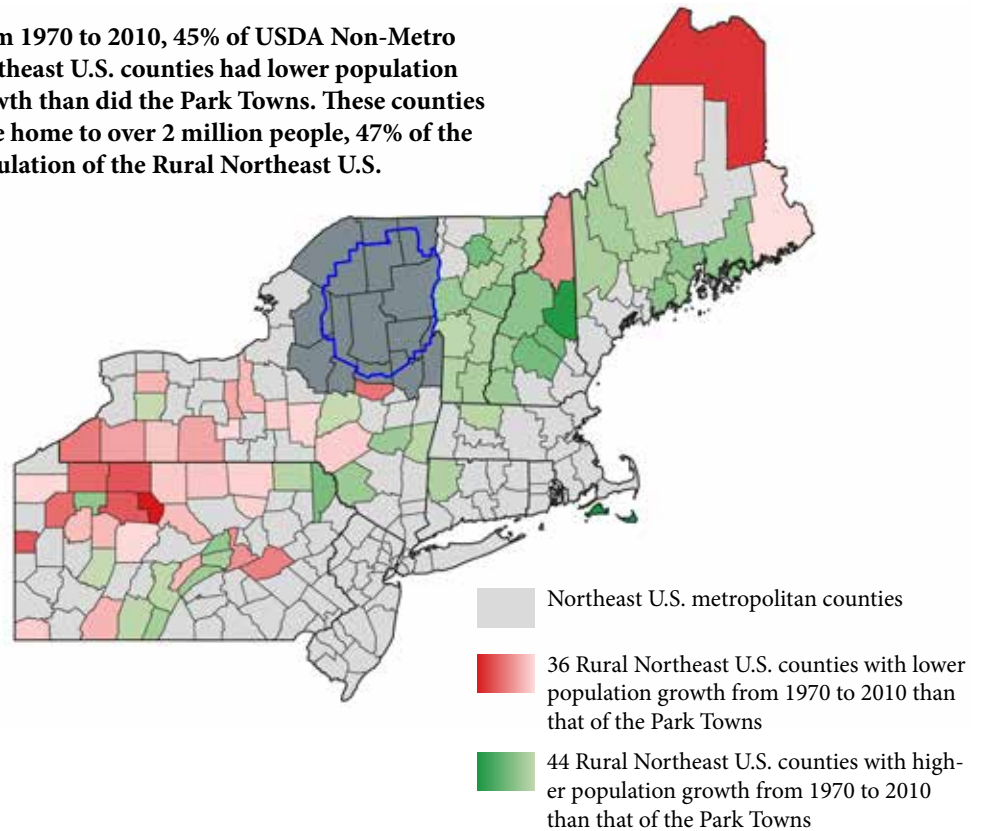 m 1970 to 2010, 45% of USDA Non-Metro
theast U.S. counties had lower population
wth than did the Park Towns. These counties
e home to over 2 million people, 47% of the
ulation of the Rural Northeast U.S.
Northeast U.S. metropolitan counties
36 Rural Northeast U.S. counties with lower
population growth from 1970 to 2010 than
that of the Park Towns
44 Rural Northeast U.S. counties with high-
er population growth from 1970 to 2010
than that of the Park Towns